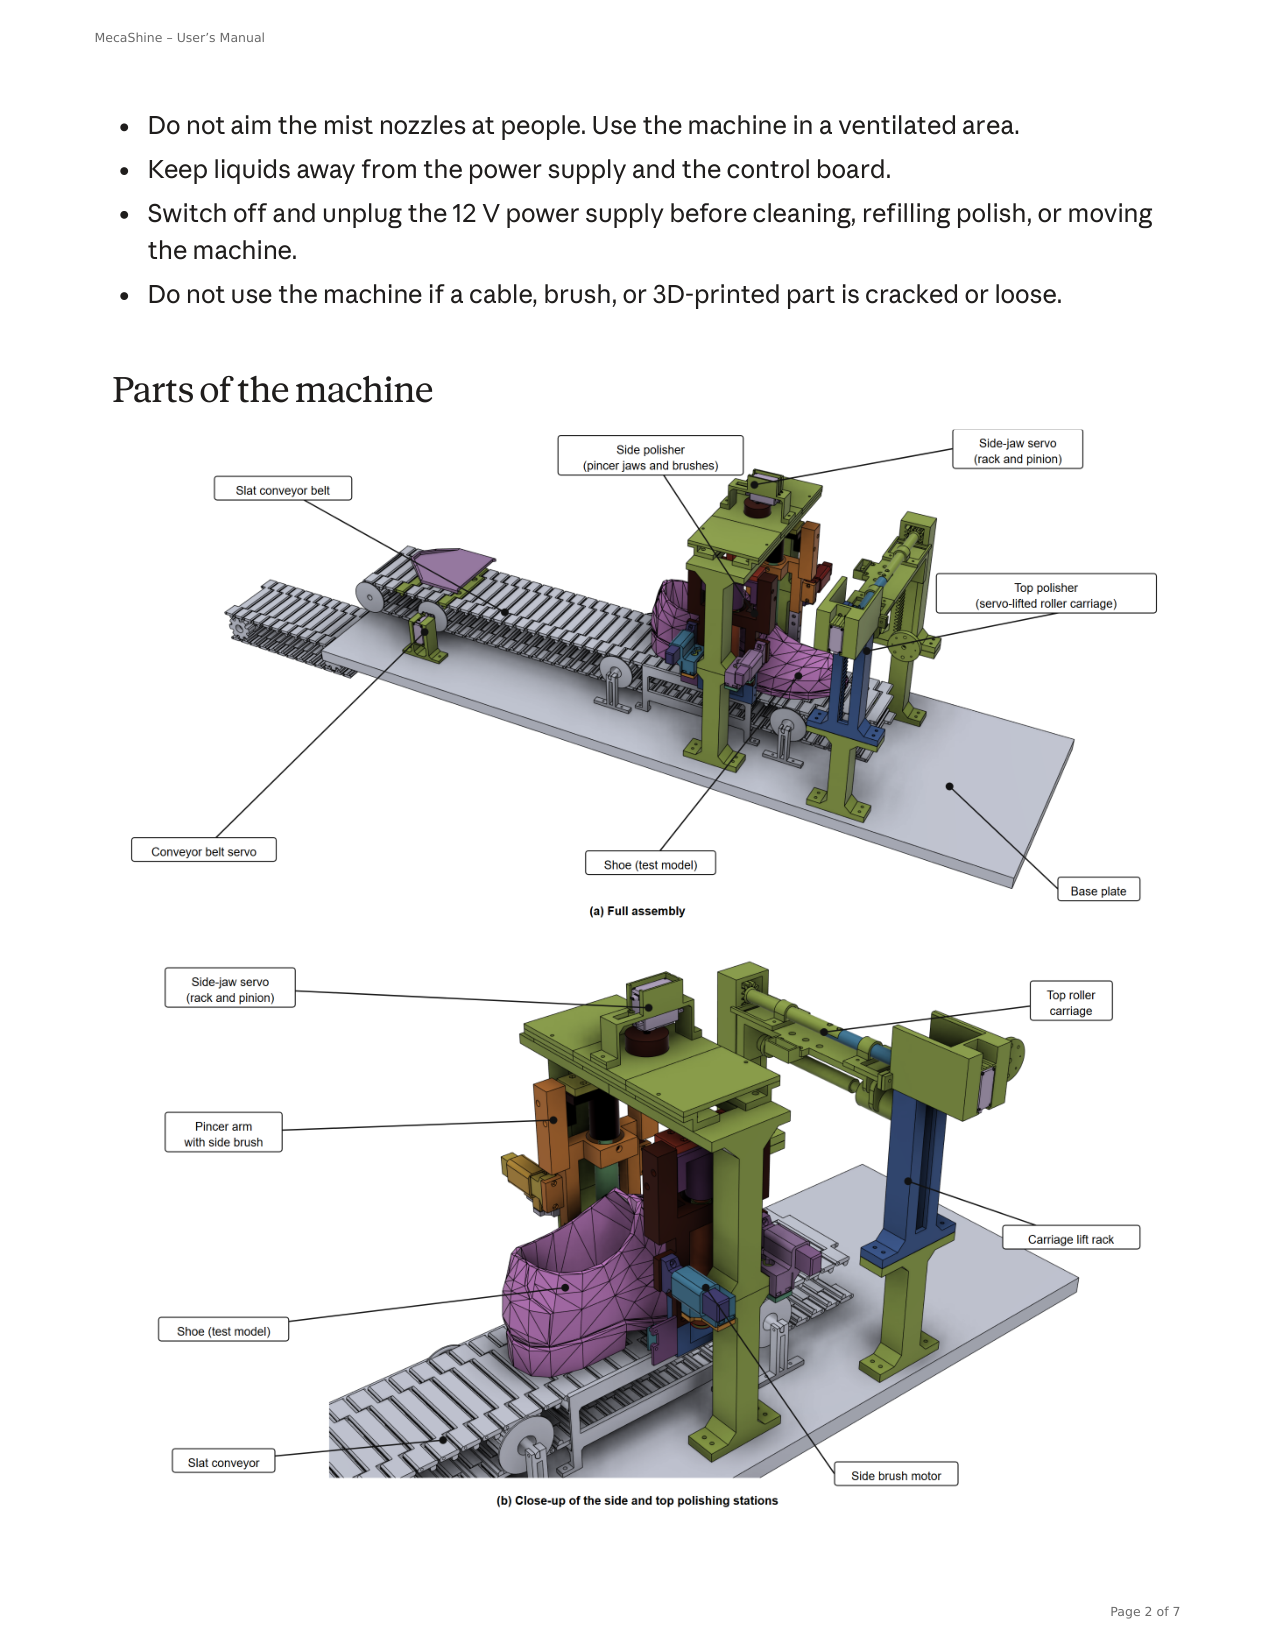 MecaShine – User's Manual
• Do not aim the mist nozzles at people. Use the machine in a ventilated area.
• Keep liquids away from the power supply and the control board.
• Switch off and unplug the 12 V power supply before cleaning, refilling polish, or moving
the machine.
• Do not use the machine if a cable, brush, or 3D-printed part is cracked or loose.
Parts of the machine
Side polisher
(pincer jaws and brushes)
Side-jaw servo
(rack and pinion)
Slat conveyor belt
Top polisher
(servo-lifted roller carriage)
Conveyor belt servo
Shoe (test model)
Base plate
(a) Full assembly
Side-jaw servo
(rack and pinion)
Top roller
carriage
Pincer arm
with side brush
Carriage lift rack
Shoe (test model)
Slat conveyor
Side brush motor
(b) Close-up of the side and top polishing stations
Page 2 of 7